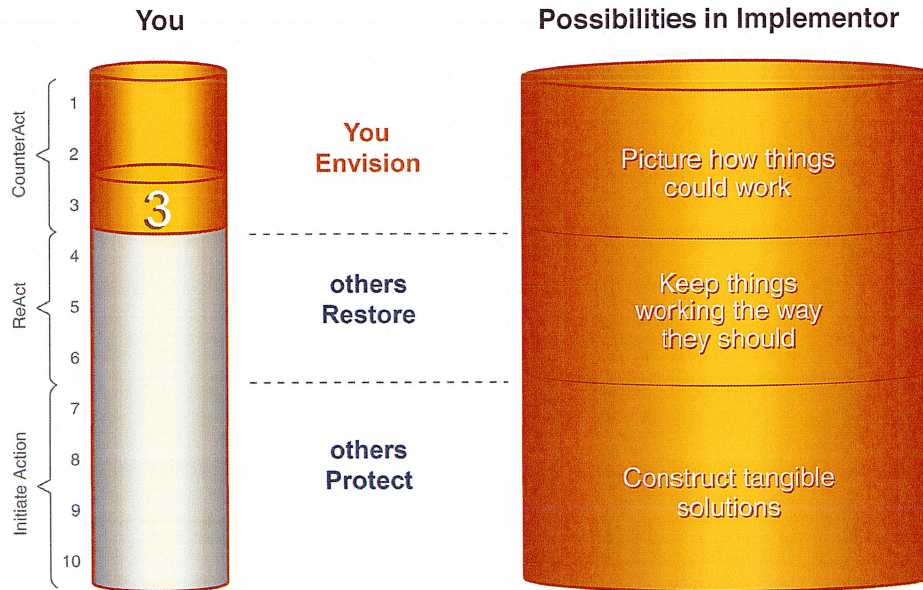 You
Possibilities in Implementor
CounterAct
1
2
3
3
ReAct
4
5
6
Initiate Action
7
8
9
10
You
Envision
others
Restore
others
Protect
Picture how things
could work
Keep things
working the way
they should
Construct tangible
solutions